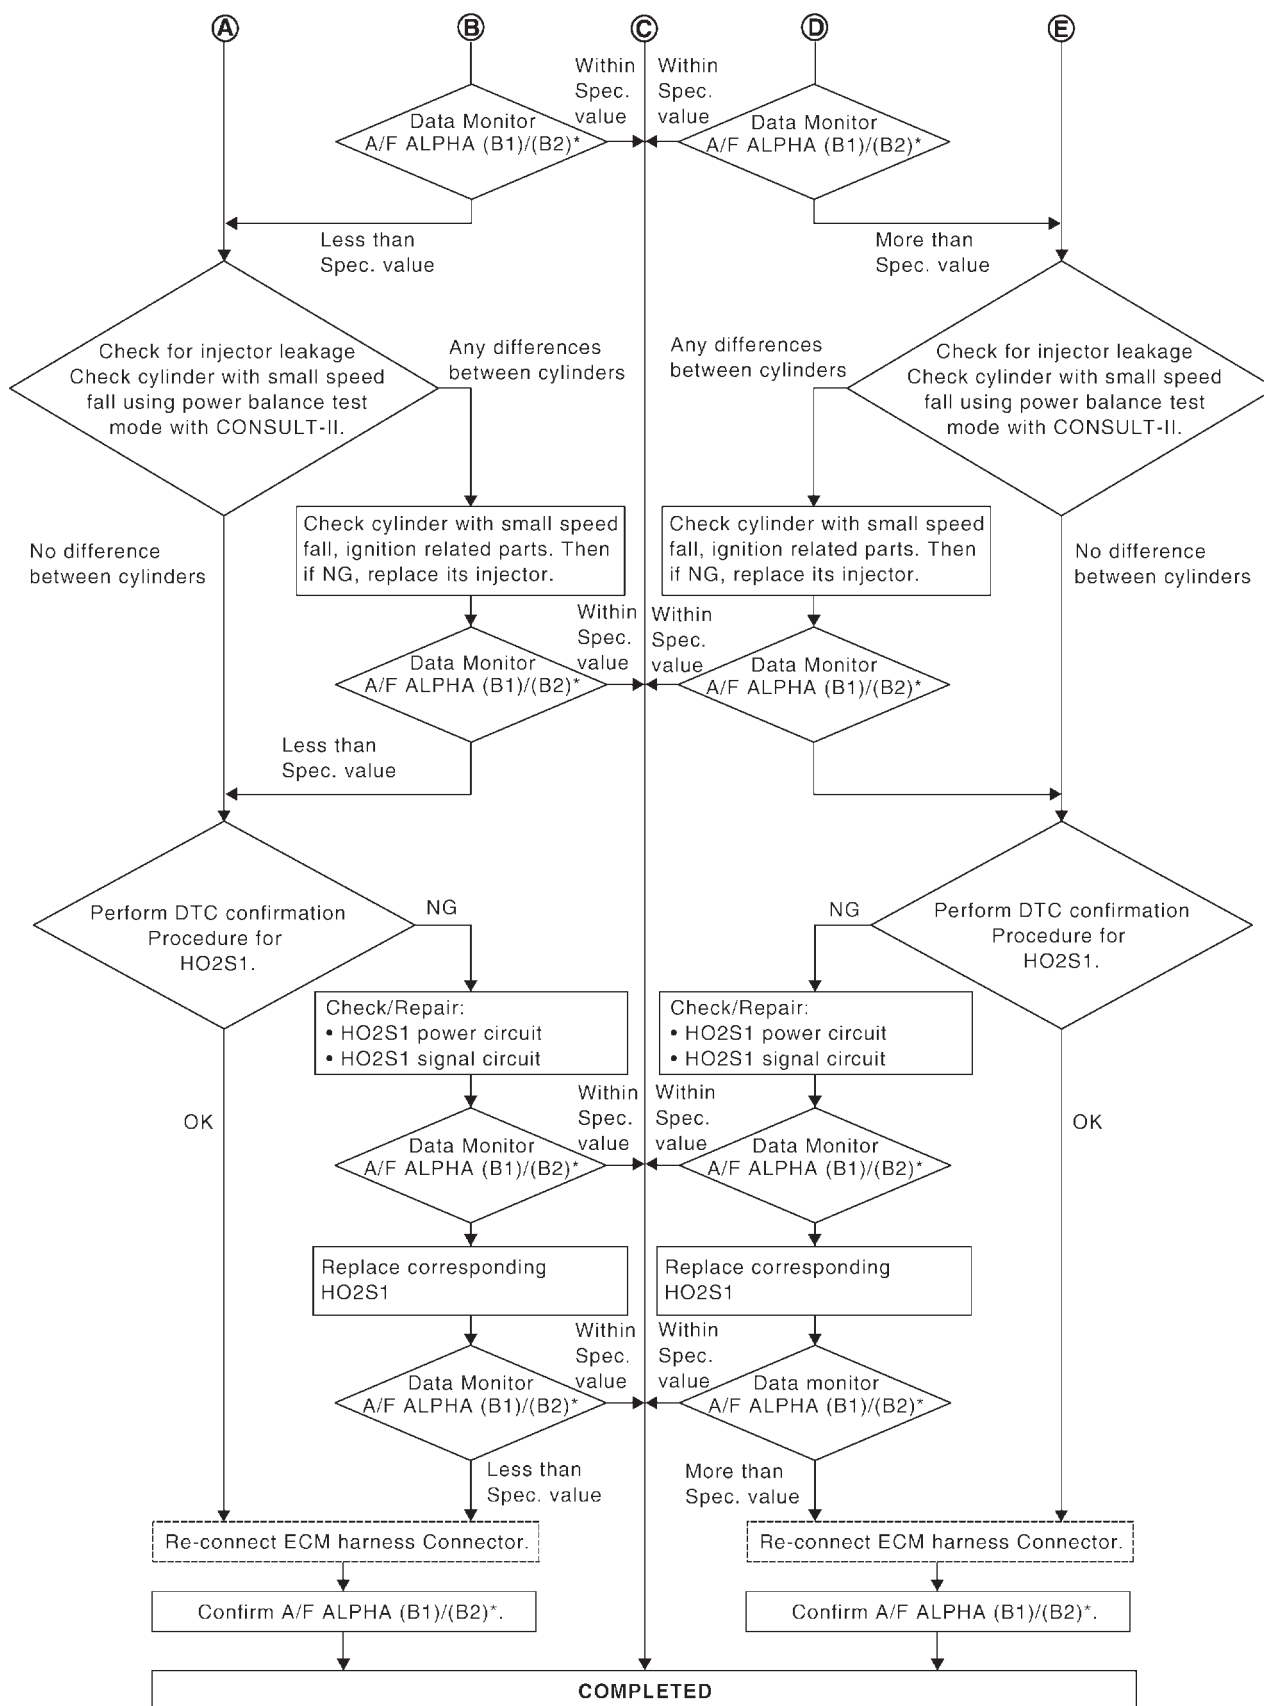 A
B
C
D
E
Within
Spec.
value
Within
Spec.
value
Data Monitor
A/F ALPHA (B1)/(B2)*
Data Monitor
A/F ALPHA (B1)/(B2)*
Less than
Spec. value
More than
Spec. value
Check for injector leakage
Check cylinder with small speed
fall using power balance test
mode with CONSULT-II.
Any differences
between cylinders
Any differences
between cylinders
Check for injector leakage
Check cylinder with small speed
fall using power balance test
mode with CONSULT-II.
No difference
between cylinders
Check cylinder with small speed
fall, ignition related parts. Then
if NG, replace its injector.
Check cylinder with small speed
fall, ignition related parts. Then
if NG, replace its injector.
No difference
between cylinders
Within
Spec.
value
Within
Spec.
value
Data Monitor
A/F ALPHA (B1)/(B2)*
Data Monitor
A/F ALPHA (B1)/(B2)*
Less than
Spec. value
Perform DTC confirmation
Procedure for
HO2S1.
NG
NG
Perform DTC confirmation
Procedure for
HO2S1.
Check/Repair:
• HO2S1 power circuit
• HO2S1 signal circuit
Check/Repair:
• HO2S1 power circuit
• HO2S1 signal circuit
OK
Within
Spec.
value
Within
Spec.
value
OK
Data Monitor
A/F ALPHA (B1)/(B2)*
Data Monitor
A/F ALPHA (B1)/(B2)*
Replace corresponding
HO2S1
Replace corresponding
HO2S1
Within
Spec.
value
Within
Spec.
value
Data Monitor
A/F ALPHA (B1)/(B2)*
Data monitor
A/F ALPHA (B1)/(B2)*
Less than
Spec. value
More than
Spec. value
Re-connect ECM harness Connector.
Re-connect ECM harness Connector.
Confirm A/F ALPHA (B1)/(B2)*.
Confirm A/F ALPHA (B1)/(B2)*.
COMPLETED